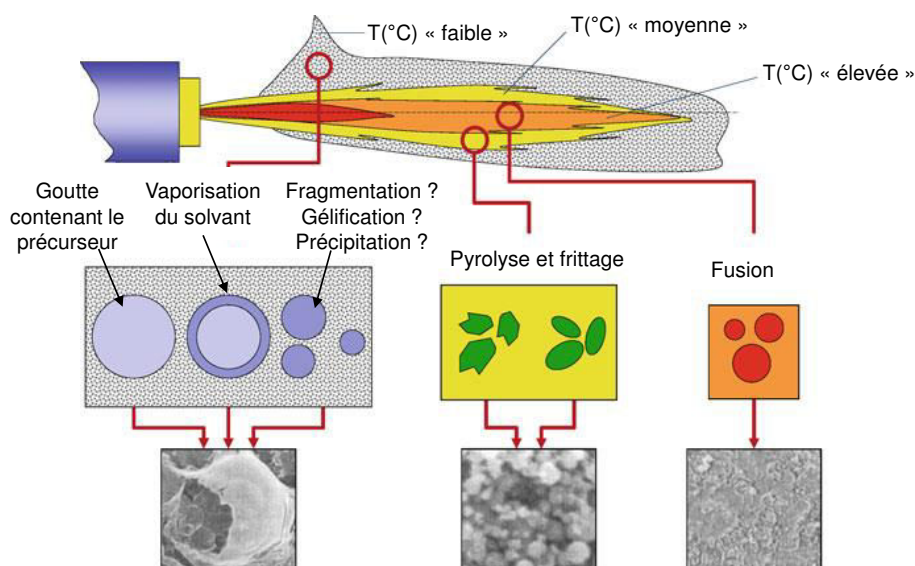 T(°C) « faible »
T(°C) « moyenne »
T(°C) « élevée »
Goutte
contenant le
précurseur
Vaporisation
du solvant
Fragmentation ?
Gélification ?
Précipitation ?
Pyrolyse et frittage
Fusion